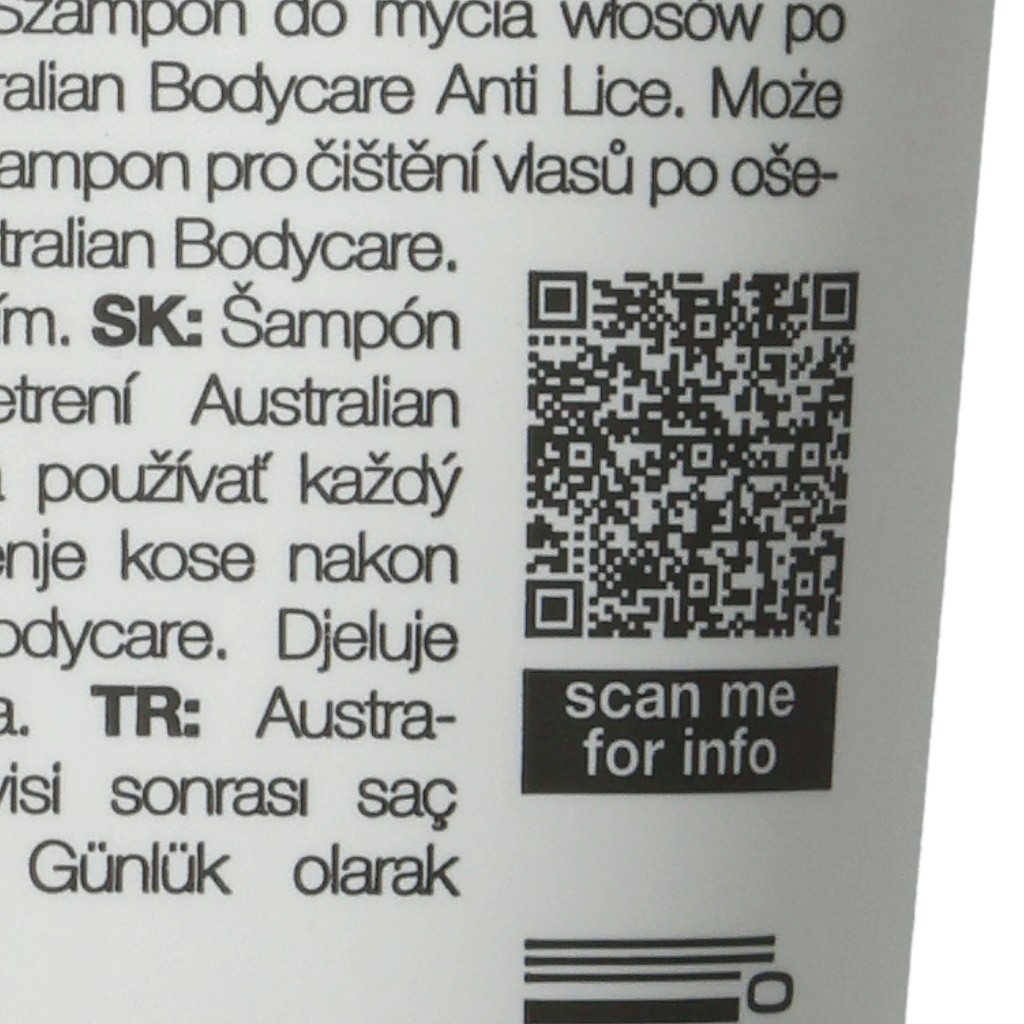 Szampon do mycia włosów po
ralian Bodycare Anti Lice. Może
ampon pro čištění vlasů po oše-
tralian Bodycare.
ím. SK: Šampón
etrení Australian
používať každý
enje kose nakon
odycare. Djeluje
a. TR: Austra-
visi sonrası saç
Günlük olarak
scan me
for info
0